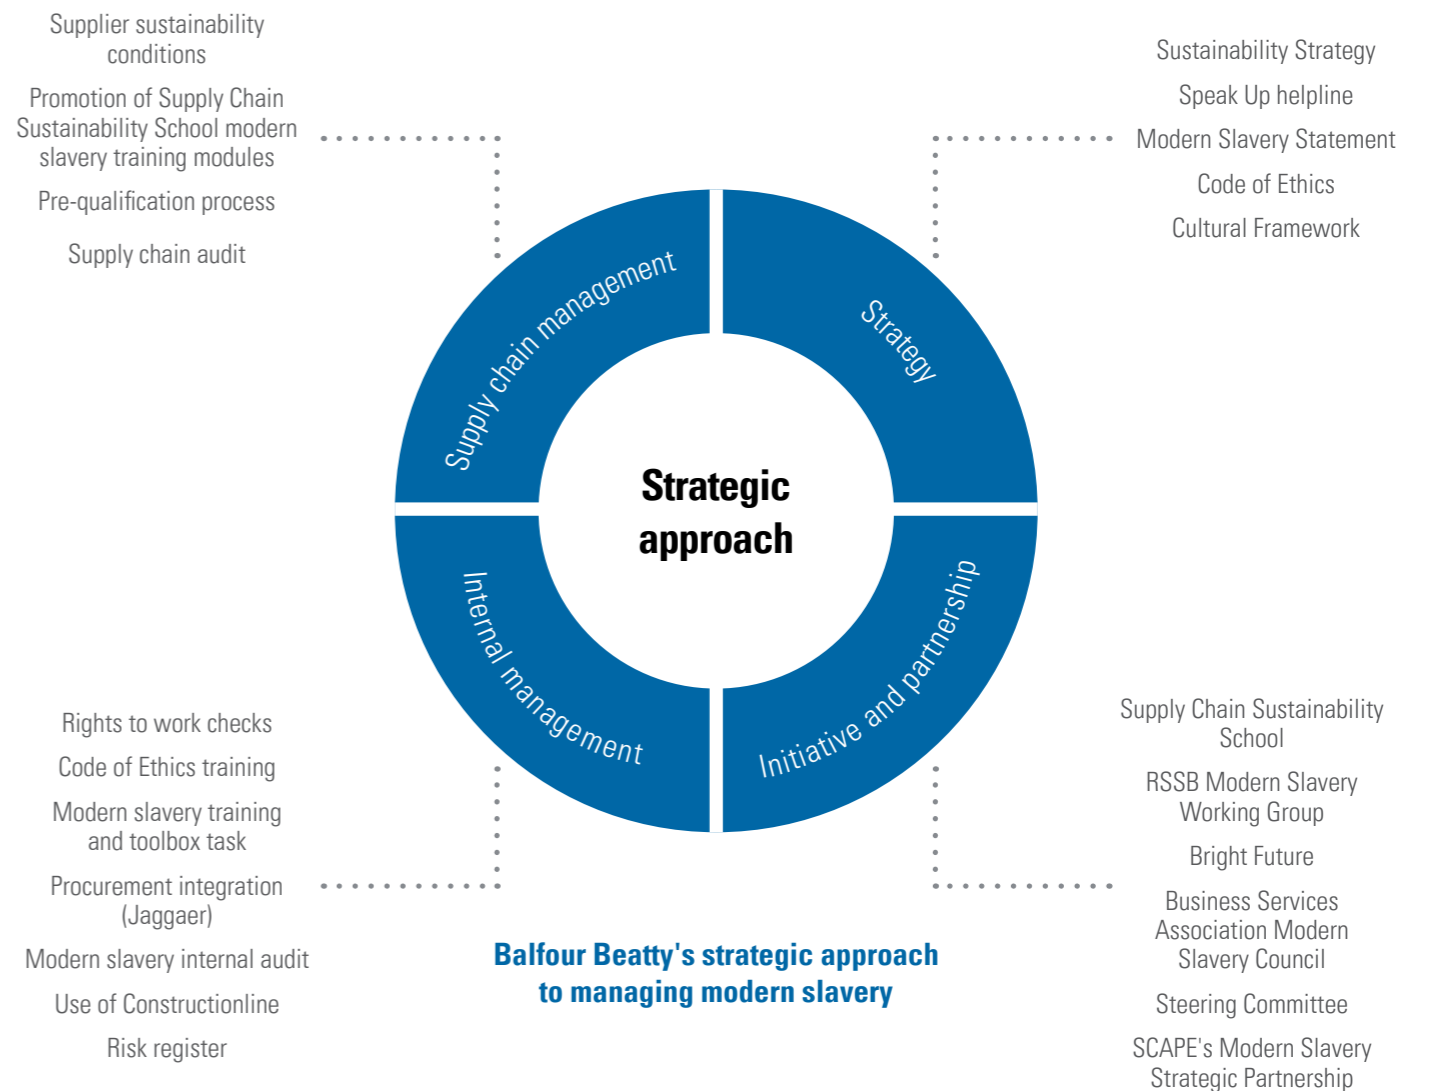 Supplier sustainability
conditions
Promotion of Supply Chain
Sustainability School modern
slavery training modules
Pre-qualification process
Supply chain audit
Sustainability Strategy
Speak Up helpline
Modern Slavery Statement
Code of Ethics
Cultural Framework
Supply chain management
Strategy
Strategic
approach
Internal management
Initiative and partnership
Rights to work checks
Code of Ethics training
Modern slavery training
and toolbox task
Procurement integration
(Jaggaer)
Modern slavery internal audit
Use of Constructionline
Risk register
Balfour Beatty's strategic approach
to managing modern slavery
Supply Chain Sustainability
School
RSSB Modern Slavery
Working Group
Bright Future
Business Services
Association Modern
Slavery Council
Steering Committee
SCAPE's Modern Slavery
Strategic Partnership